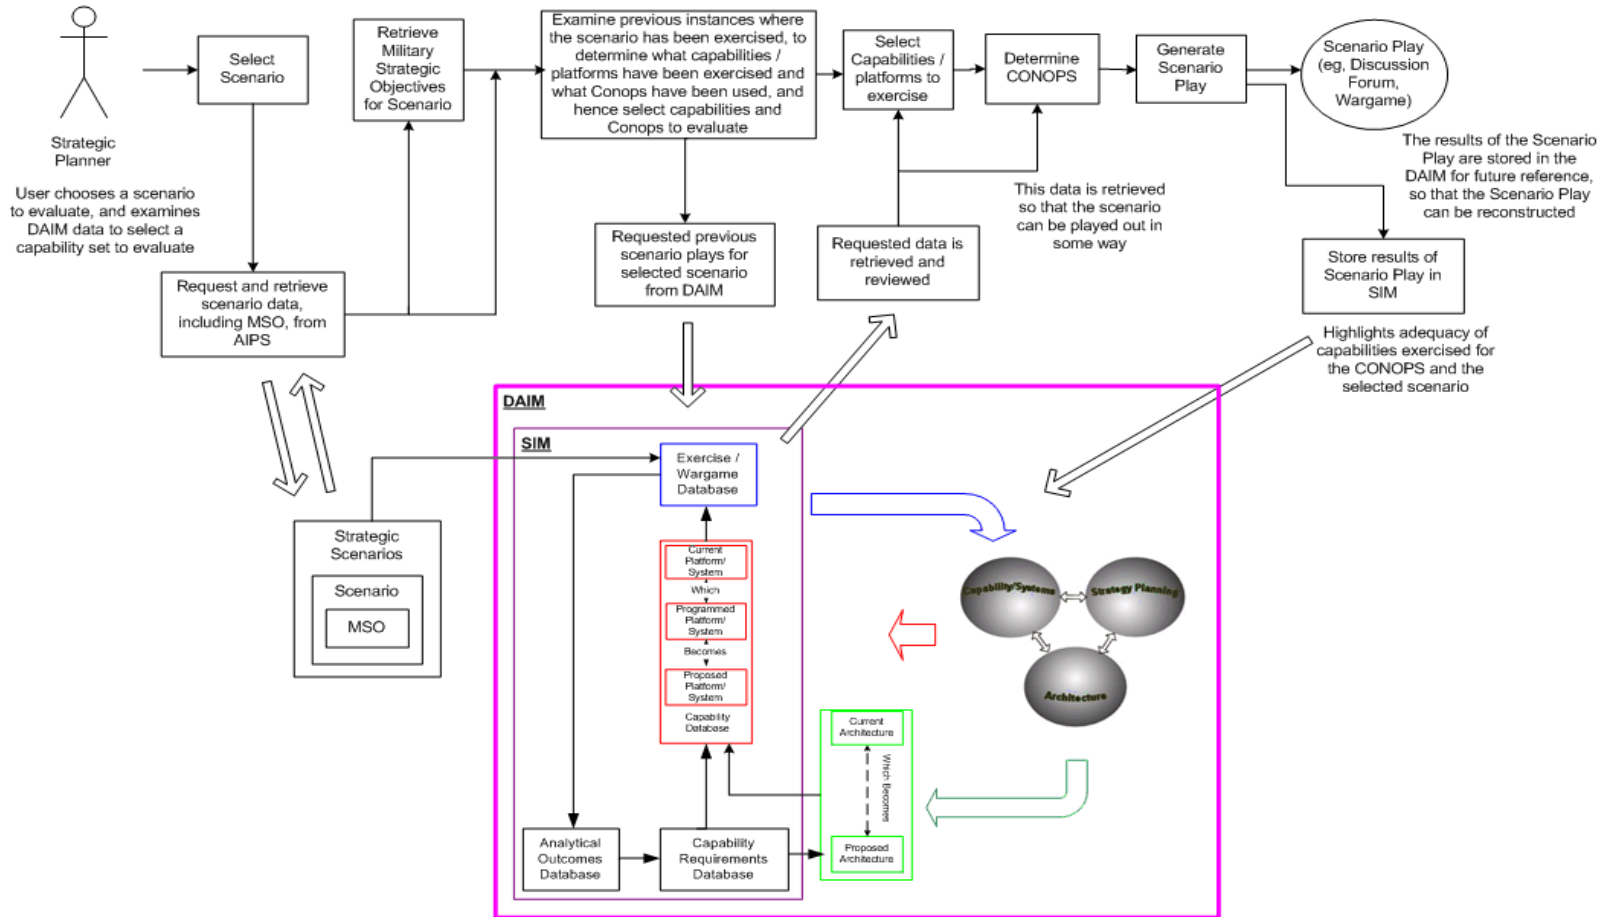 Strategic
Planner
User chooses a scenario
to evaluate, and examines
DAIM data to select a
capability set to evaluate
Select
Scenario
Request and retrieve
scenario data,
including MSO, from
AIPS
Retrieve
Military
Strategic
Objectives
for Scenario
Examine previous instances where
the scenario has been exercised, to
determine what capabilities /
platforms have been exercised and
what Conops have been used, and
hence select capabilities and
Conops to evaluate
Requested previous
scenario plays for
selected scenario
from DAIM
Select
Capabilities /
platforms to
exercise
Requested data is
retrieved and
reviewed
Determine
CONOPS
This data is retrieved
so that the scenario
can be played out in
some way
Generate
Scenario
Play
Scenario Play
(eg, Discussion
Forum,
Wargame)
The results of the Scenario
Play are stored in the
DAIM for future reference,
so that the Scenario Play
can be reconstructed
Store results of
Scenario Play in
SIM
Highlights adequacy of
capabilities exercised for
the CONOPS and the
selected scenario
Strategic
Scenarios
Scenario
MSO
DAIM
SIM
Exercise /
Wargame
Database
Current
Platform/
System
Which
Programmed
Platform/
System
Becomes
Proposed
Platform/
System
Capability
Database
Analytical
Outcomes
Database
Capability
Requirements
Database
Current
Architecture
Which Becomes
Proposed
Architecture
Capability/Systems
Strategy Planning
Architecture